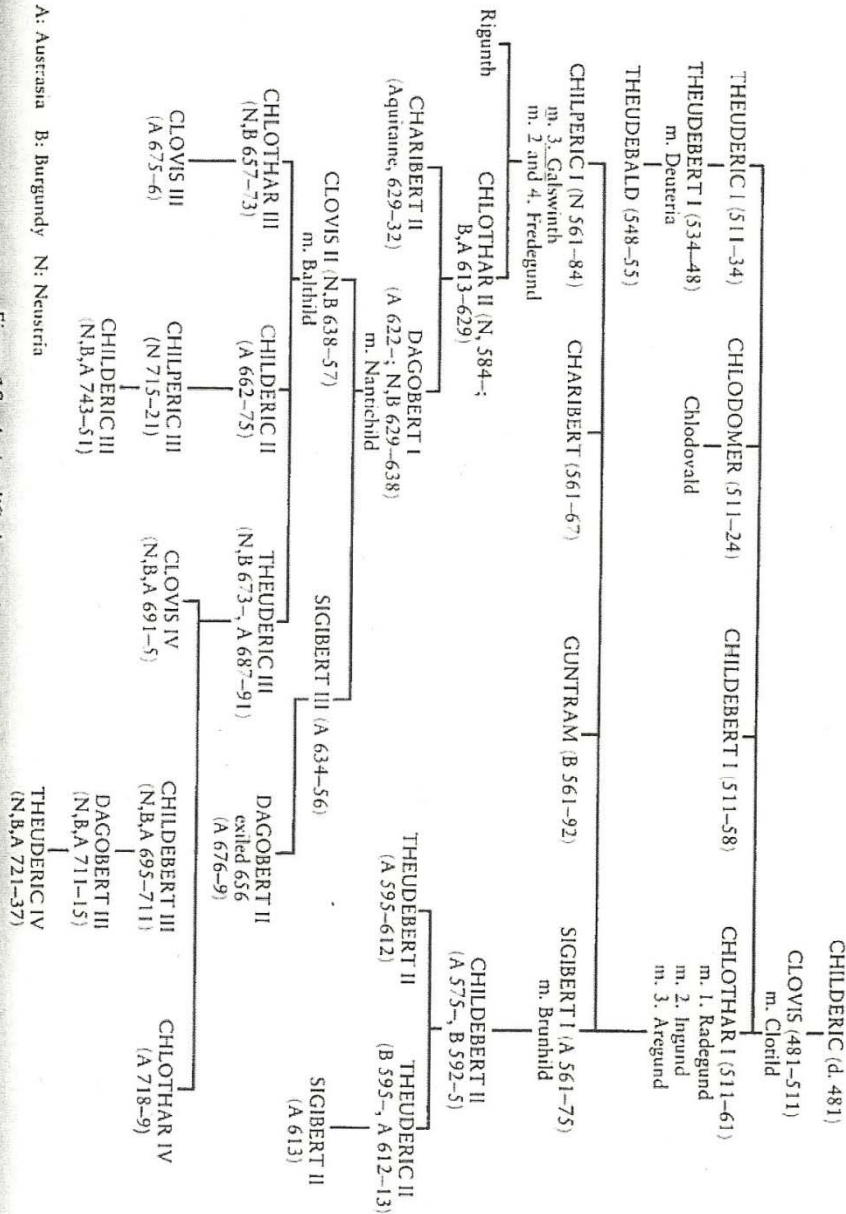 CHILDERIC (d. 481)
CLOVIS (481–511)
m. Clotild
THEUDERIC I (511–34)
CHLODOMER (511–24)
CHILDEBERT I (511–58)
CHLOTHAR I (511–61)
m. 1. Radegund
m. 2. Ingund
m. 3. Aregund
THEUDEBERT I (534–48)
m. Deuteria
Chlodovald
THEUDEBALD (548–55)
CHILPERIC I (N 561–84)
m. 3. Galswinth
m. 2 and 4. Fredegund
CHARIBERT (561–67)
GUNTRAM (B 561–92)
SIGIBERT I (A 561–75)
m. Brunhild
Rigunth
CHLOTHAR II (N, 584–;
B,A 613–629)
CHILDEBERT II
(A 575–, B 592–5)
CHARIBERT II
(Aquitaine, 629–32)
DAGOBERT I
(A 622–; N,B 629–638)
m. Nantichild
THEUDEBERT II
(A 595–612)
THEUDERIC II
(B 595–, A 612–13)
CLOVIS II (N,B 638–57)
m. Balthild
SIGIBERT III (A 634–56)
SIGIBERT II
(A 613)
CHLOTHAR III
(N,B 657–73)
CHILDERIC II
(A 662–75)
THEUDERIC III
(N,B 673–, A 687–91)
DAGOBERT II
exiled 656
(A 676–9)
CLOVIS III
(A 675–6)
CHILPERIC III
(N 715–21)
CLOVIS IV
(N,B,A 691–5)
CHILDEBERT III
(N,B,A 695–711)
CHLOTHAR IV
(A 718–9)
CHILDERIC III
(N,B,A 743–51)
DAGOBERT III
(N,B,A 711–15)
THEUDERIC IV
(N,B,A 721–37)
A: Austrasia B: Burgundy N: Neustria